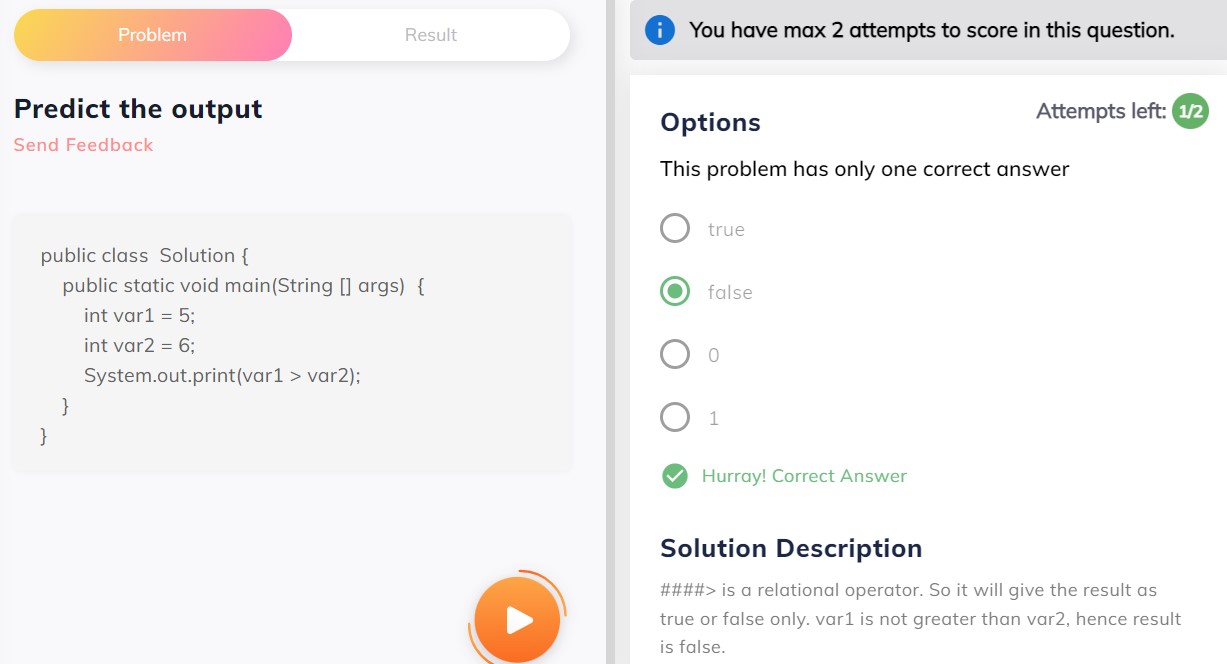 Problem
Result
Predict the output
Send Feedback
public class  Solution {
public static void main(String [] args)  {
int var1 = 5;
int var2 = 6;
System.out.print(var1 > var2);
}
}
You have max 2 attempts to score in this question.
Attempts left: 1/2
Options
This problem has only one correct answer
true
false
0
1
Hurray! Correct Answer
Solution Description
####> is a relational operator. So it will give the result as
true or false only. var1 is not greater than var2, hence result
is false.